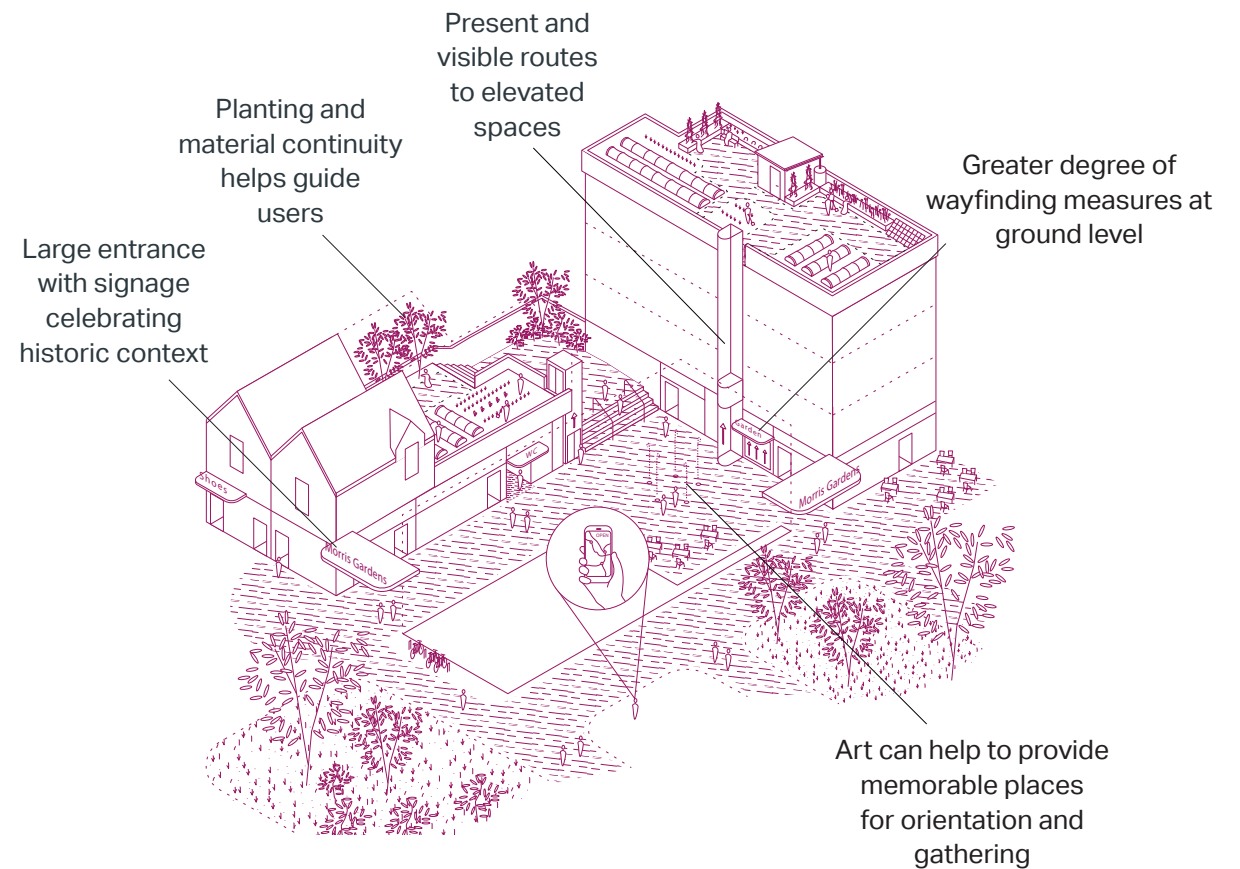 Present and
visible routes
to elevated
spaces
Planting and
material continuity
helps guide
users
Greater degree of
wayfinding measures at
ground level
Large entrance
with signage
celebrating
historic context
Garden
WC
Shoes
Morris Gardens
Morris Gardens
OPEN
Art can help to provide
memorable places
for orientation and
gathering